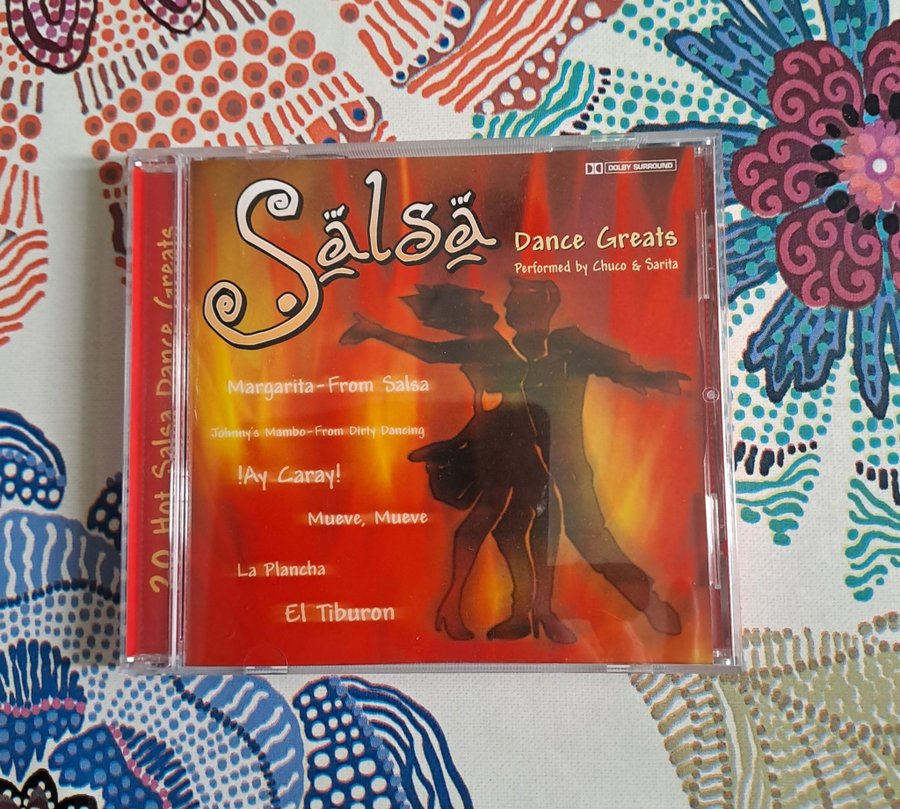 20 Hot Salsa Dance Greats
DOLBY SURROUND
Salsa
Dance Greats
Performed by Chuco & Sarita
Margarita-From Salsa
Johnny's Mambo-From Dirty Dancing
!Ay Caray!
Mueve, Mueve
La Plancha
El Tiburon